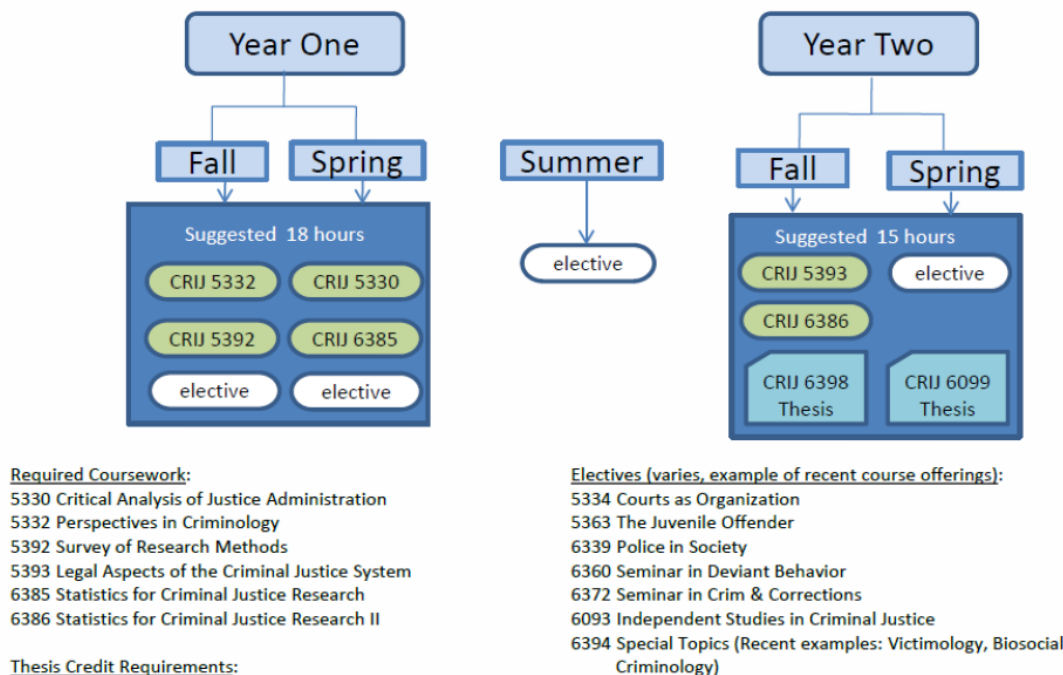 Year One
Year Two
Fall
Spring
Summer
Fall
Spring
Suggested 18 hours
CRIJ 5332
CRIJ 5330
CRIJ 5392
CRIJ 6385
elective
elective
elective
Suggested 15 hours
CRIJ 5393
elective
CRIJ 6386
CRIJ 6398
Thesis
CRIJ 6099
Thesis
Required Coursework:
5330 Critical Analysis of Justice Administration
5332 Perspectives in Criminology
5392 Survey of Research Methods
5393 Legal Aspects of the Criminal Justice System
6385 Statistics for Criminal Justice Research
6386 Statistics for Criminal Justice Research II
Thesis Credit Requirements:
Electives (varies, example of recent course offerings):
5334 Courts as Organization
5363 The Juvenile Offender
6339 Police in Society
6360 Seminar in Deviant Behavior
6372 Seminar in Crim & Corrections
6093 Independent Studies in Criminal Justice
6394 Special Topics (Recent examples: Victimology, Biosocial
Criminology)